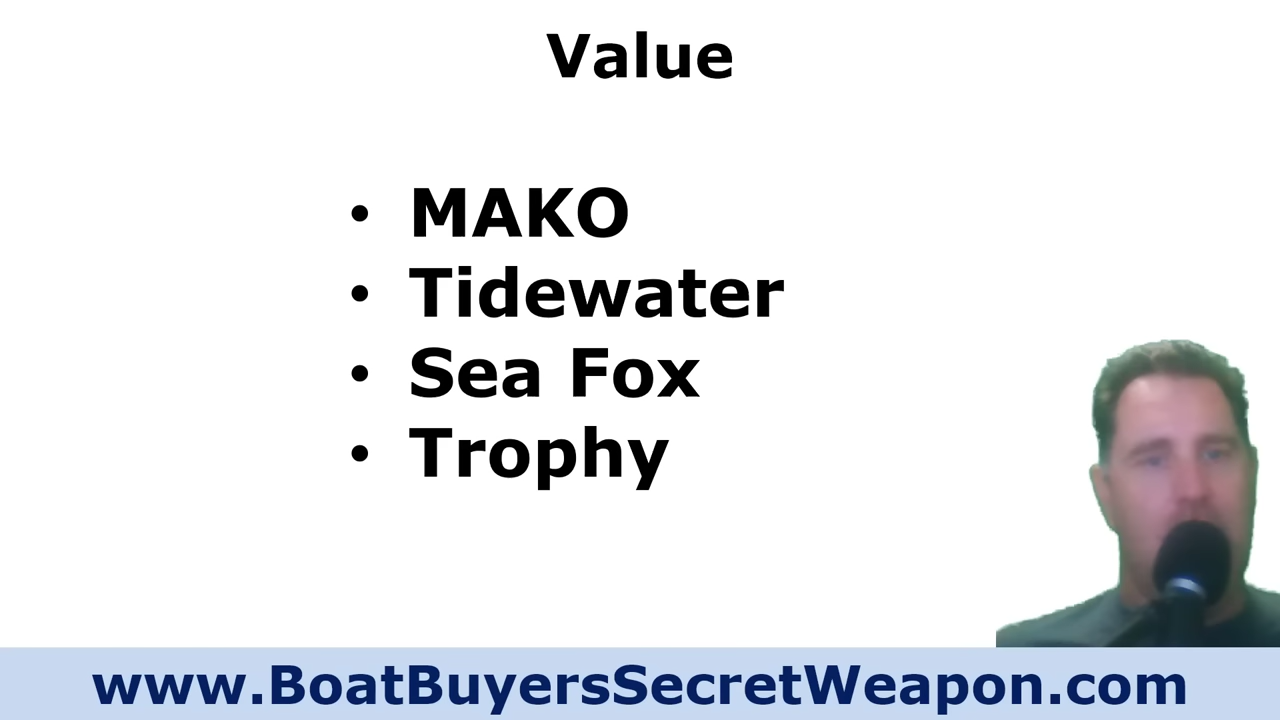 Value
• MAKO
• Tidewater
• Sea Fox
• Trophy
www.BoatBuyersSecretWeapon.com